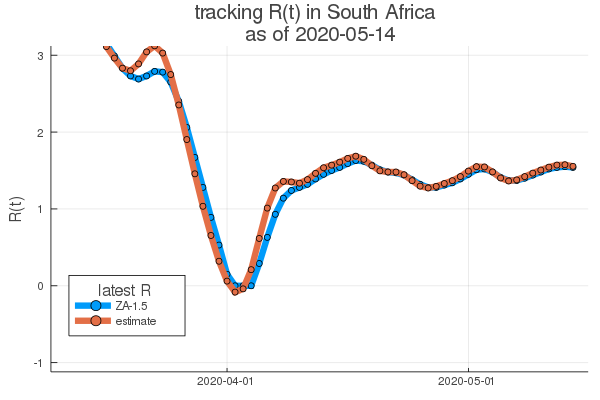 tracking R(t) in South Africa
as of 2020-05-14
3
2
1
0
-1
R(t)
latest R
ZA-1.5
estimate
2020-04-01
2020-05-01